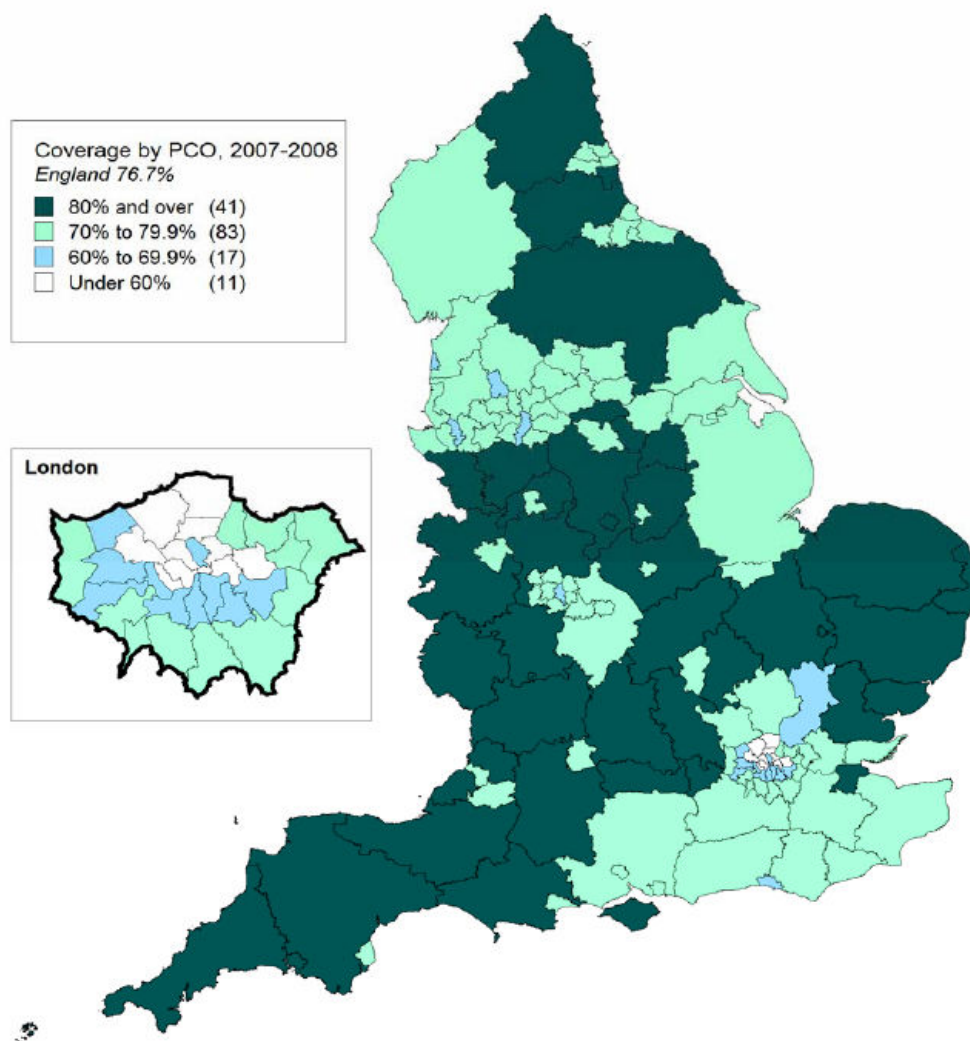 Coverage by PCO, 2007-2008
England 76.7%
80% and over (41)
70% to 79.9% (83)
60% to 69.9% (17)
Under 60% (11)
London